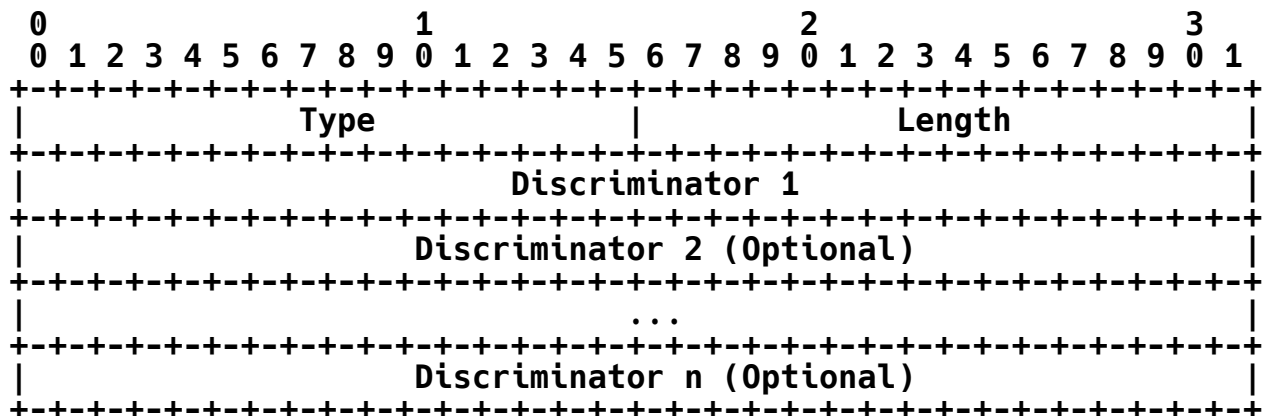 0                   1                   2                   3
 0 1 2 3 4 5 6 7 8 9 0 1 2 3 4 5 6 7 8 9 0 1 2 3 4 5 6 7 8 9 0 1
+-+-+-+-+-+-+-+-+-+-+-+-+-+-+-+-+-+-+-+-+-+-+-+-+-+-+-+-+-+-+-+-+
|              Type             |             Length            |
+-+-+-+-+-+-+-+-+-+-+-+-+-+-+-+-+-+-+-+-+-+-+-+-+-+-+-+-+-+-+-+-+
|                         Discriminator 1                       |
+-+-+-+-+-+-+-+-+-+-+-+-+-+-+-+-+-+-+-+-+-+-+-+-+-+-+-+-+-+-+-+-+
|                    Discriminator 2 (Optional)                 |
+-+-+-+-+-+-+-+-+-+-+-+-+-+-+-+-+-+-+-+-+-+-+-+-+-+-+-+-+-+-+-+-+
|                               ...                             |
+-+-+-+-+-+-+-+-+-+-+-+-+-+-+-+-+-+-+-+-+-+-+-+-+-+-+-+-+-+-+-+-+
|                    Discriminator n (Optional)                 |
+-+-+-+-+-+-+-+-+-+-+-+-+-+-+-+-+-+-+-+-+-+-+-+-+-+-+-+-+-+-+-+-+